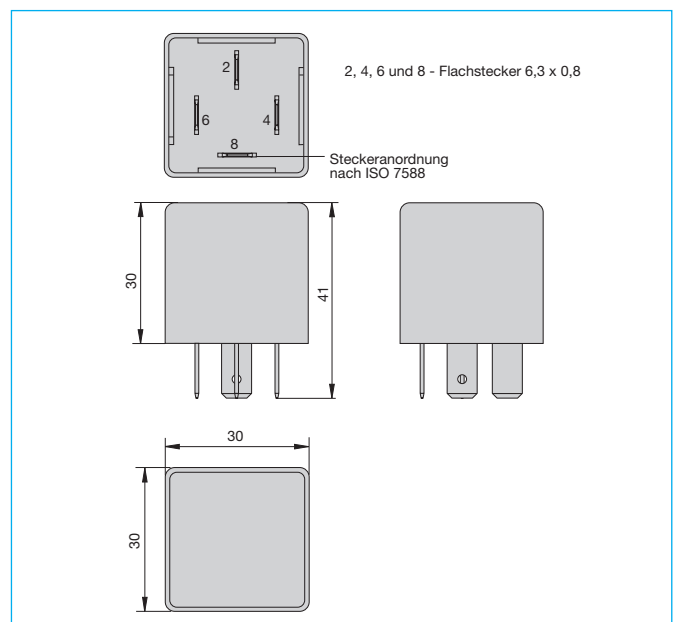 2
2, 4, 6 und 8 - Flachstecker 6,3 x 0,8
6
4
8
Steckeranordnung
nach ISO 7588
30
41
30
30